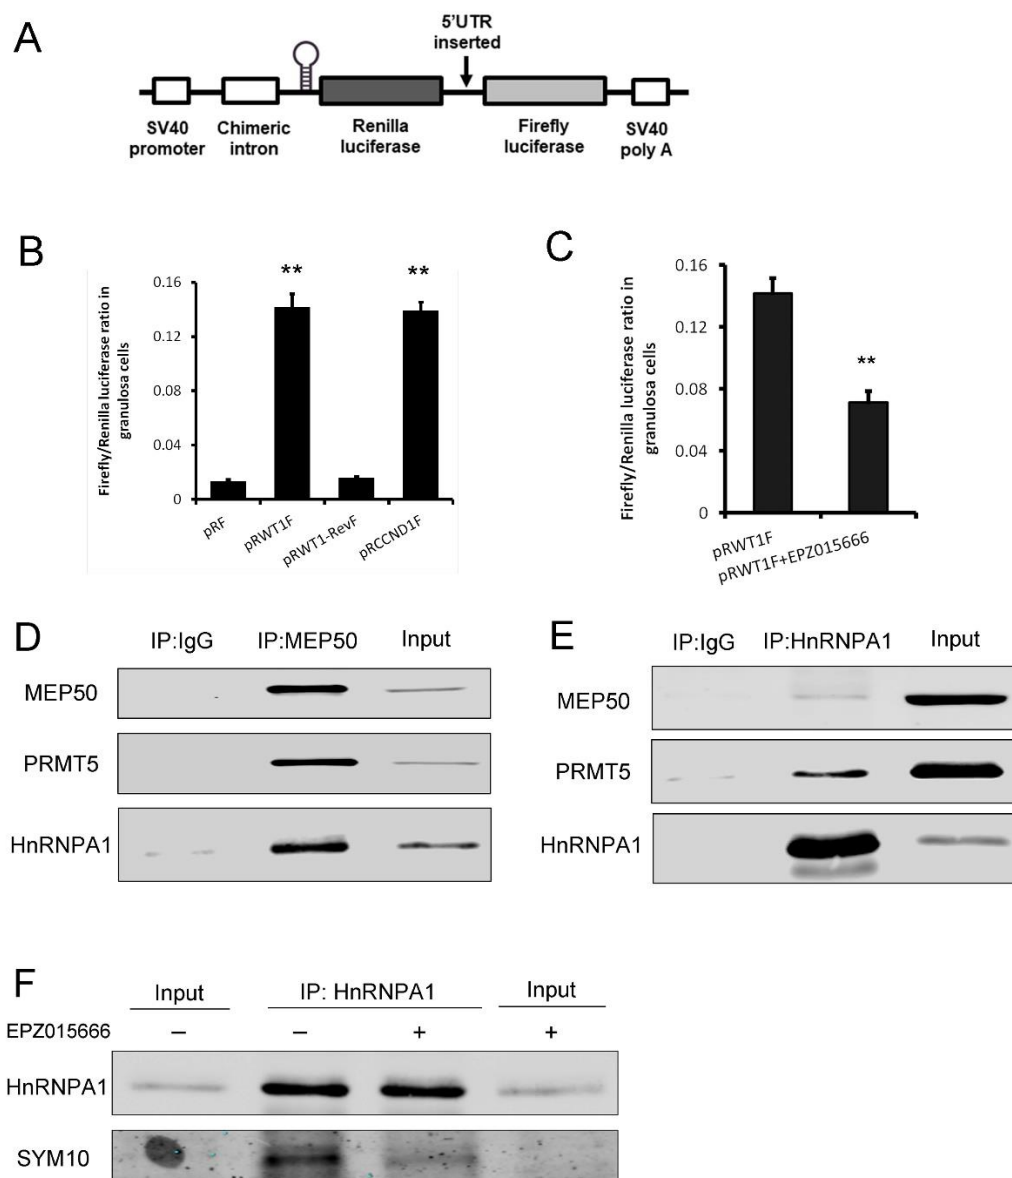 A
5'UTR
inserted
SV40
promoter
Chimeric
intron
Renilla
luciferase
Firefly
luciferase
SV40
poly A
B
Firefly/Renilla luciferase ratio in
granulosa cells
0.16
0.12
0.08
0.04
0
**
**
pRF
pRWT1F
pRWT1-RevF
pRCCND1F
C
Firefly/Renilla luciferase ratio in
granulosa cells
0.16
0.12
0.08
0.04
0
**
pRWT1F
pRWT1F+EPZ015666
D
IP:IgG IP:MEP50 Input
MEP50
PRMT5
HnRNPA1
E
IP:IgG IP:HnRNPA1 Input
MEP50
PRMT5
HnRNPA1
F
Input IP: HnRNPA1 Input
EPZ015666 – – + +
HnRNPA1
SYM10